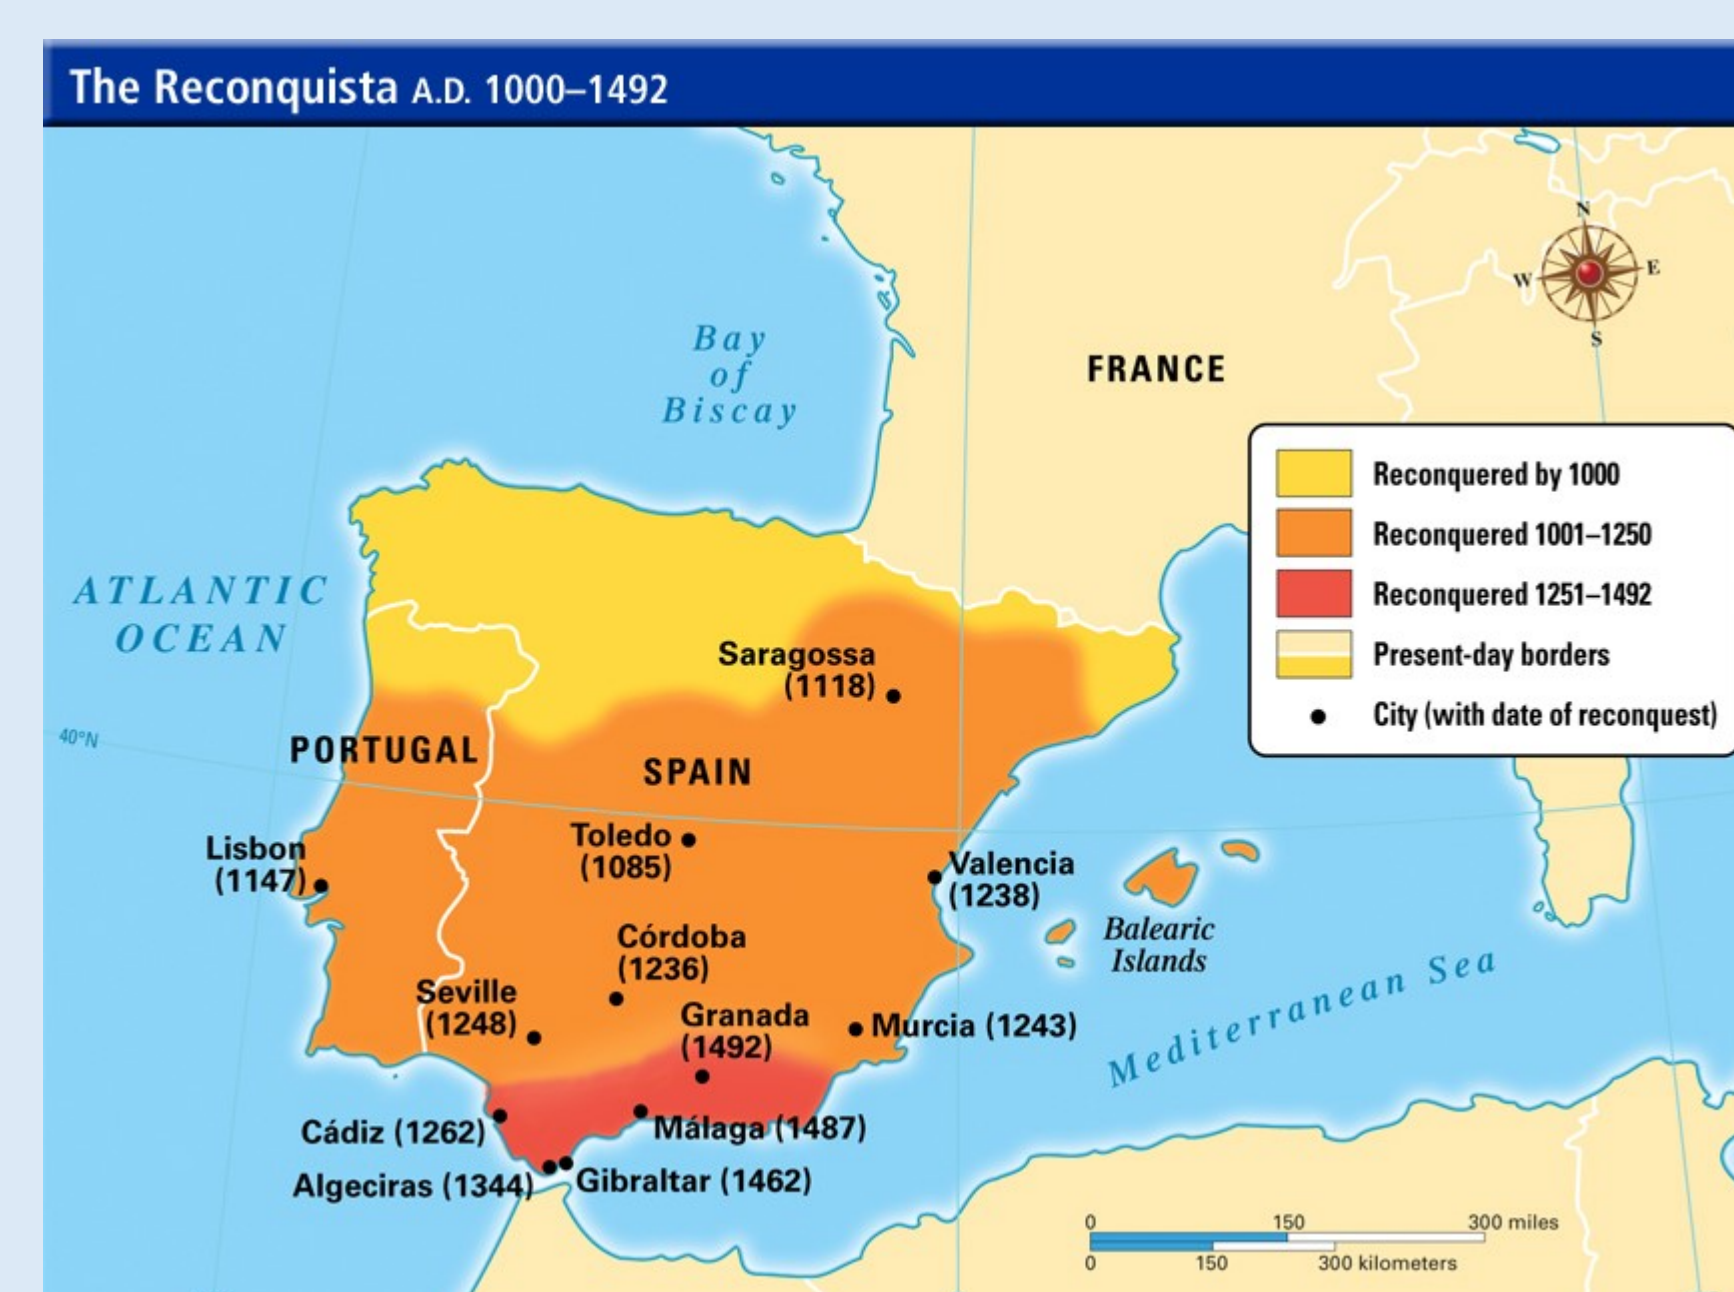 The Reconquista A.D. 1000–1492
N
W
E
S
Bay
of
Biscay
FRANCE
Reconquered by 1000
Reconquered 1001–1250
Reconquered 1251–1492
Present-day borders
City (with date of reconquest)
ATLANTIC
OCEAN
Saragossa
(1118)
40°N
PORTUGAL
SPAIN
Lisbon
(1147)
Toledo
(1085)
Valencia
(1238)
Balearic
Islands
Córdoba
(1236)
Seville
(1248)
Granada
(1492)
Murcia (1243)
Mediterranean Sea
Cádiz (1262)
Málaga (1487)
Algeciras (1344)
Gibraltar (1462)
0 150 300 miles
0 150 300 kilometers